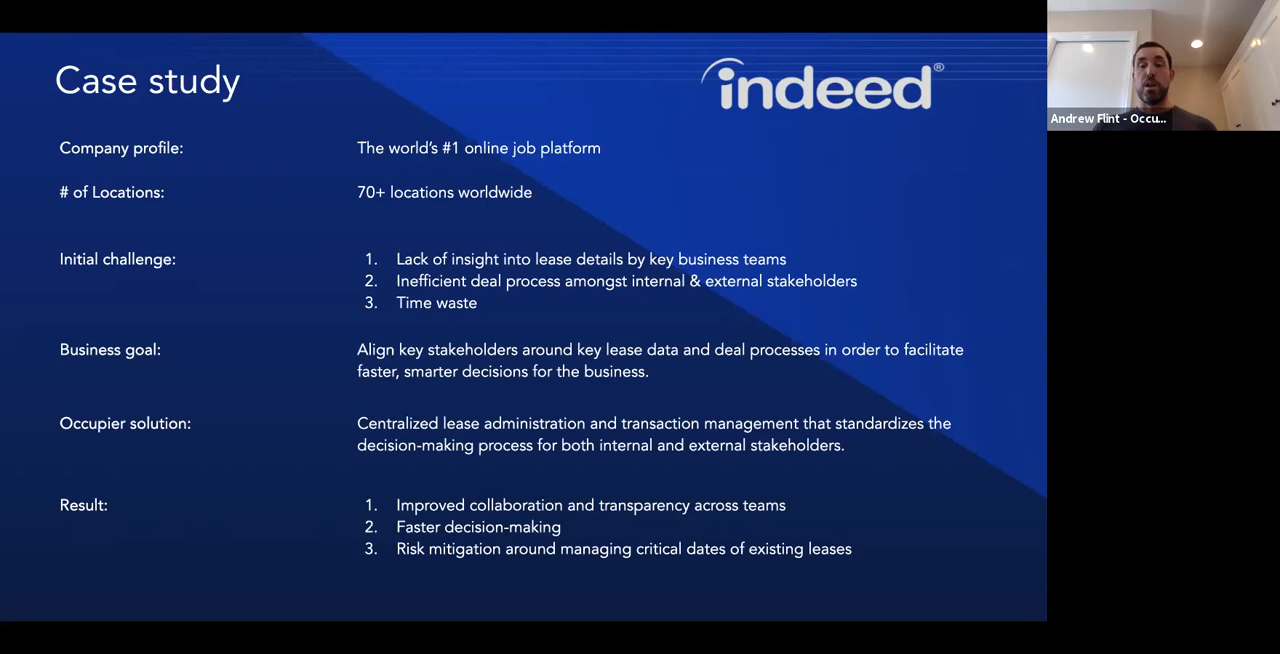 Case study
indeed®
Andrew Flint - Occu...
Company profile:
The world's #1 online job platform
# of Locations:
70+ locations worldwide
Initial challenge:
1. Lack of insight into lease details by key business teams
2. Inefficient deal process amongst internal & external stakeholders
3. Time waste
Business goal:
Align key stakeholders around key lease data and deal processes in order to facilitate
faster, smarter decisions for the business.
Occupier solution:
Centralized lease administration and transaction management that standardizes the
decision-making process for both internal and external stakeholders.
Result:
1. Improved collaboration and transparency across teams
2. Faster decision-making
3. Risk mitigation around managing critical dates of existing leases